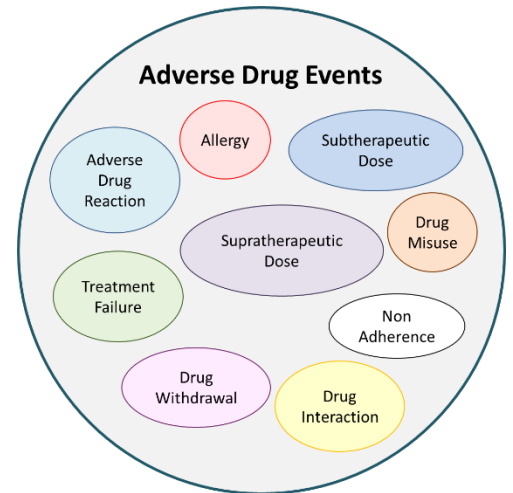 Adverse Drug Events
Allergy
Subtherapeutic
Dose
Adverse
Drug
Reaction
Drug
Misuse
Supratherapeutic
Dose
Treatment
Failure
Non
Adherence
Drug
Withdrawal
Drug
Interaction